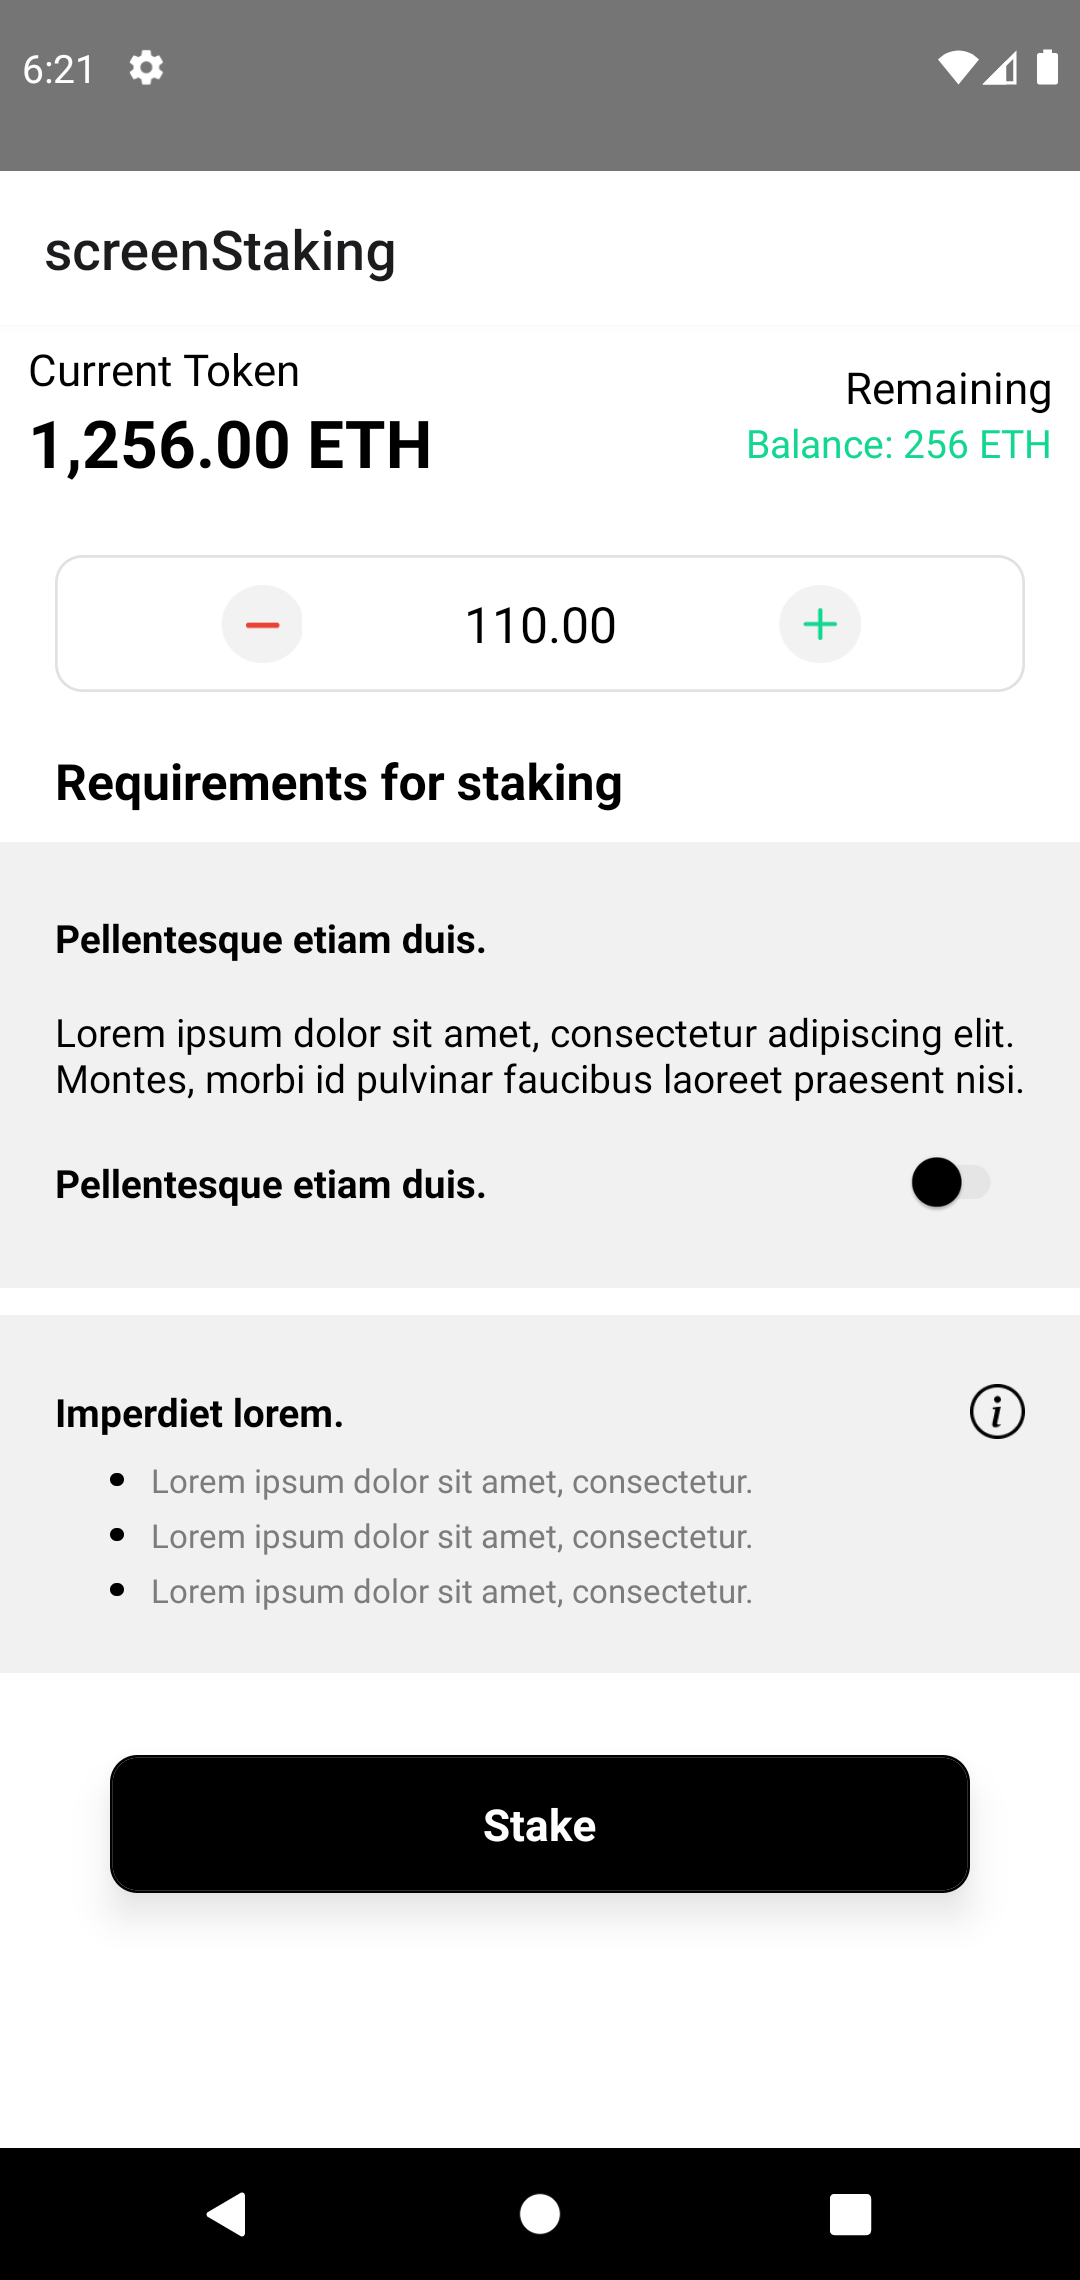 6:21
screenStaking
Current Token
Remaining
1,256.00 ETH
Balance: 256 ETH
110.00
Requirements for staking
Pellentesque etiam duis.
Lorem ipsum dolor sit amet, consectetur adipiscing elit.
Montes, morbi id pulvinar faucibus laoreet praesent nisi.
Pellentesque etiam duis.
Imperdiet lorem.
• Lorem ipsum dolor sit amet, consectetur.
• Lorem ipsum dolor sit amet, consectetur.
• Lorem ipsum dolor sit amet, consectetur.
Stake